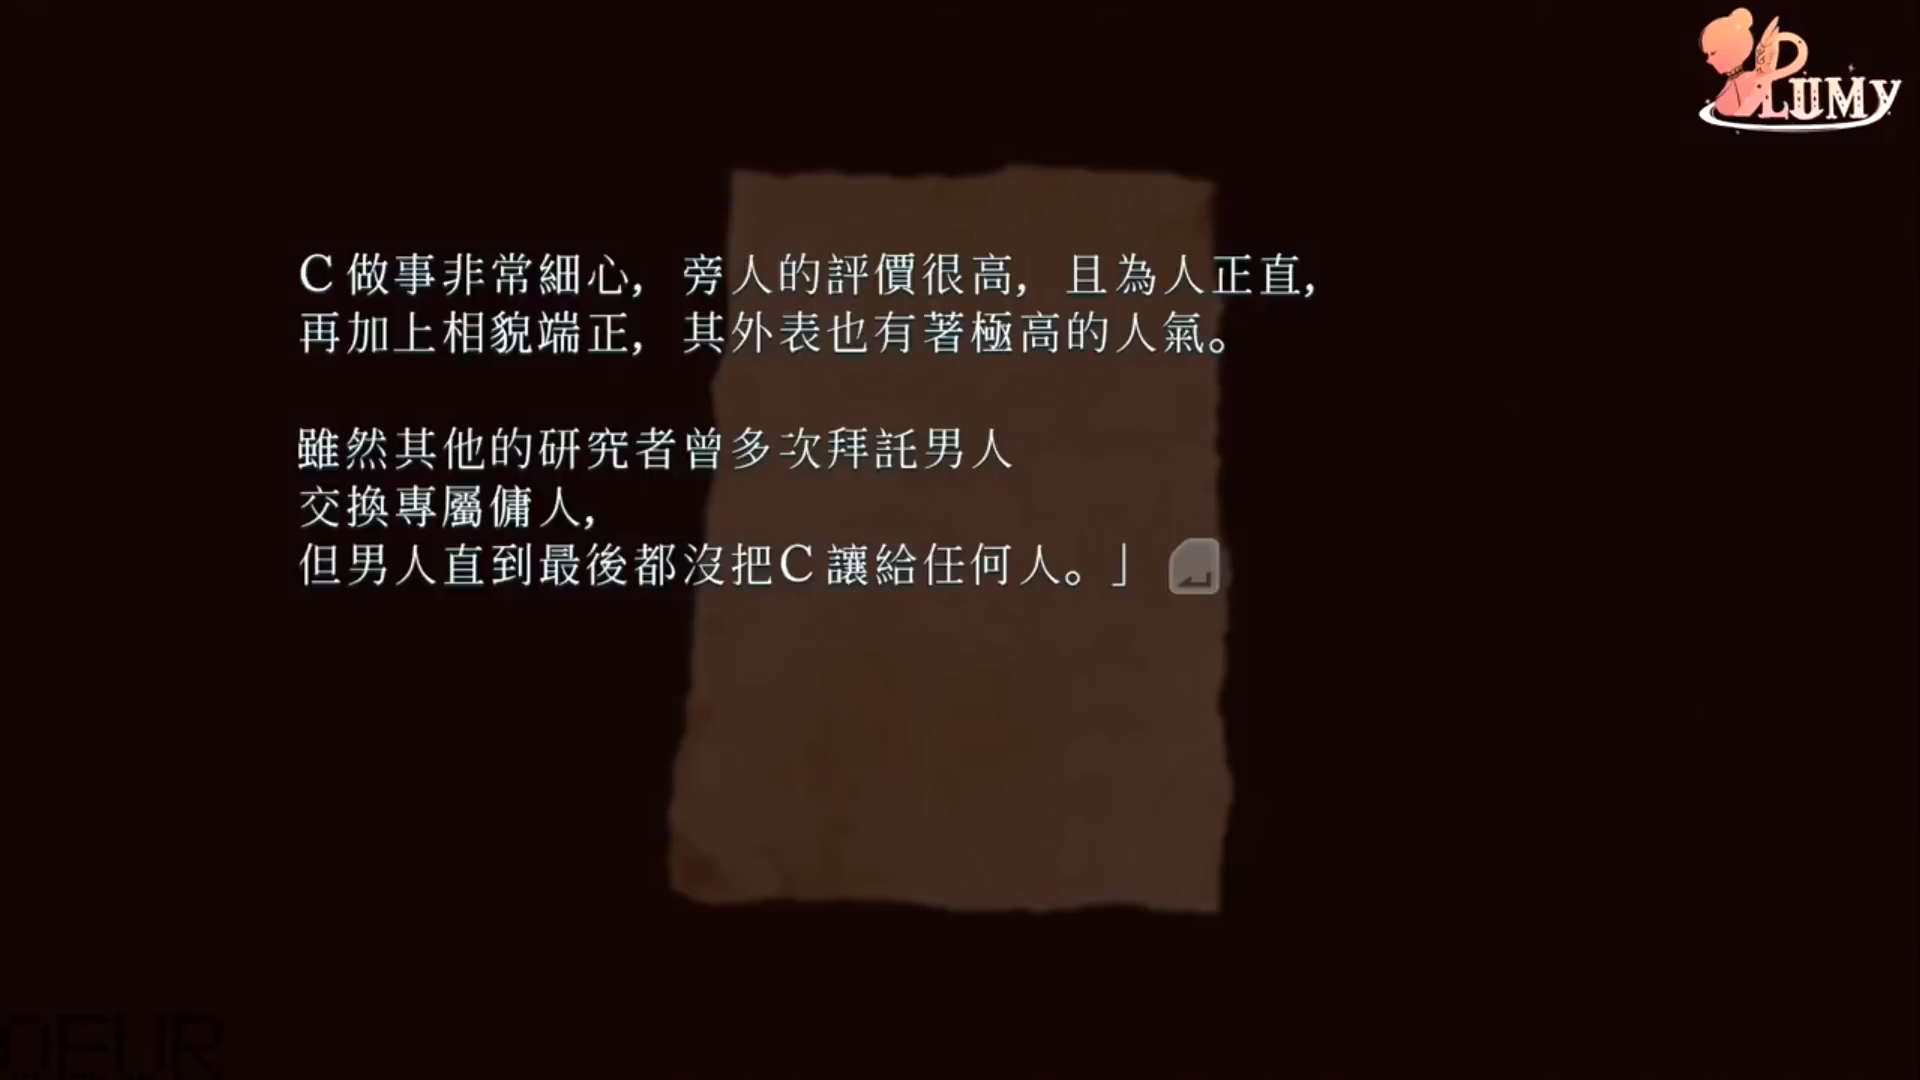 PLUMY
C做事非常細心, 旁人的評價很高, 且為人正直,
再加上相貌端正, 其外表也有著極高的人氣。
雖然其他的研究者曾多次拜託男人
交換專屬傭人,
但男人直到最後都沒把C讓給任何人。」